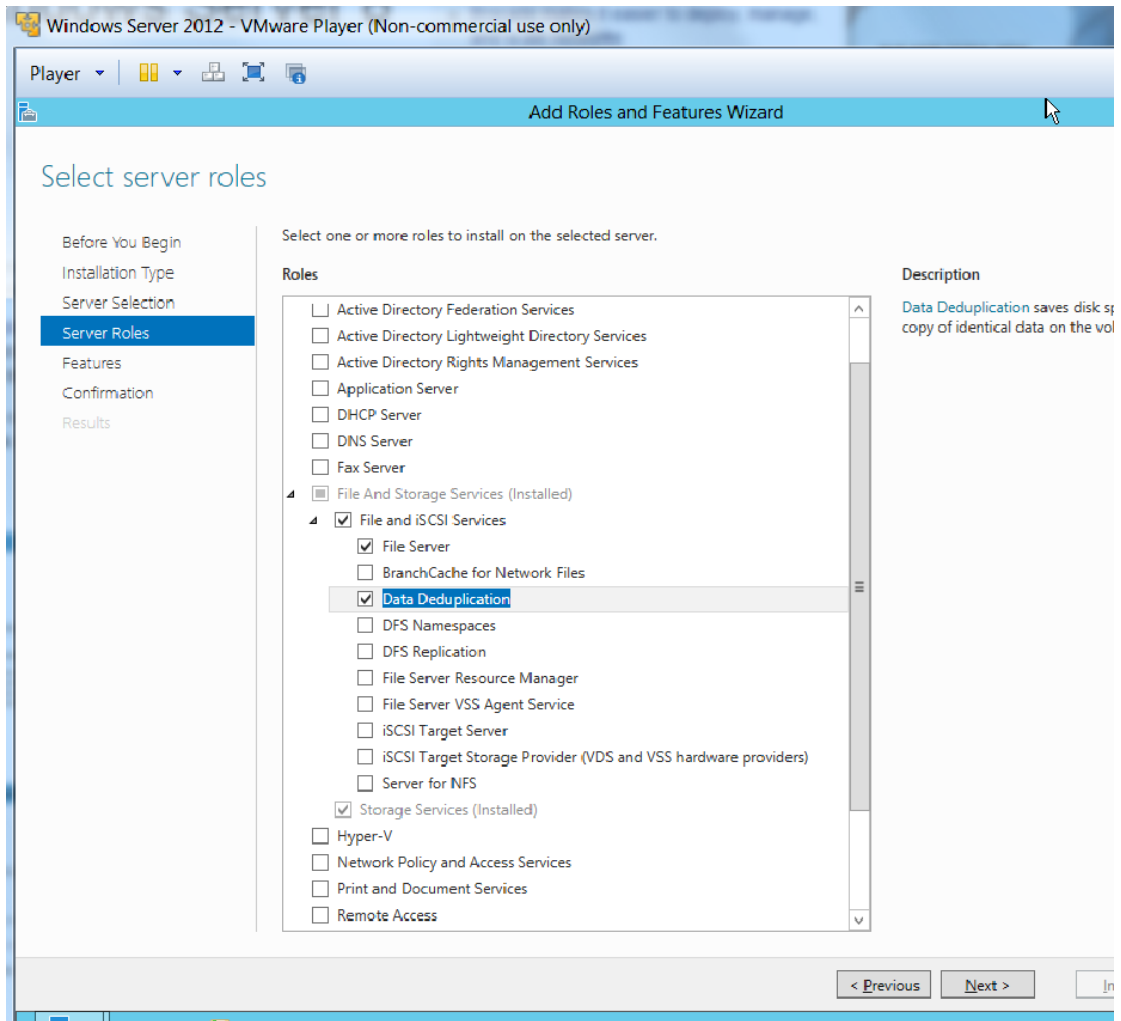 Windows Server 2012 - VMware Player (Non-commercial use only)
Player
Add Roles and Features Wizard
Select server roles
Before You Begin
Installation Type
Server Selection
Server Roles
Features
Confirmation
Results
Select one or more roles to install on the selected server.
Roles
Active Directory Federation Services
Active Directory Lightweight Directory Services
Active Directory Rights Management Services
Application Server
DHCP Server
DNS Server
Fax Server
File And Storage Services (Installed)
File and iSCSI Services
File Server
BranchCache for Network Files
Data Deduplication
DFS Namespaces
DFS Replication
File Server Resource Manager
File Server VSS Agent Service
iSCSI Target Server
iSCSI Target Storage Provider (VDS and VSS hardware providers)
Server for NFS
Storage Services (Installed)
Hyper-V
Network Policy and Access Services
Print and Document Services
Remote Access
Description
Data Deduplication saves disk sp
copy of identical data on the vol
< Previous
Next >
In